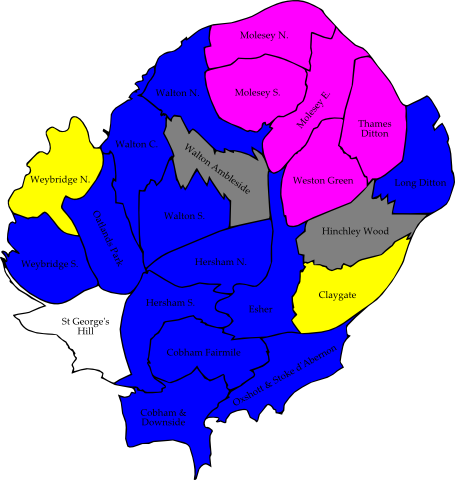 Molesey N.
Walton N.
Molesey S.
Molesey E.
Thames
Ditton
Walton C.
Walton Ambleside
Weybridge N.
Weston Green
Long Ditton
Oatlands Park
Walton S.
Hinchley Wood
Weybridge S.
Hersham N.
Claygate
Hersham S.
Esher
St George's
Hill
Cobham Fairmile
Oxshott & Stoke d'Abernon
Cobham &
Downside